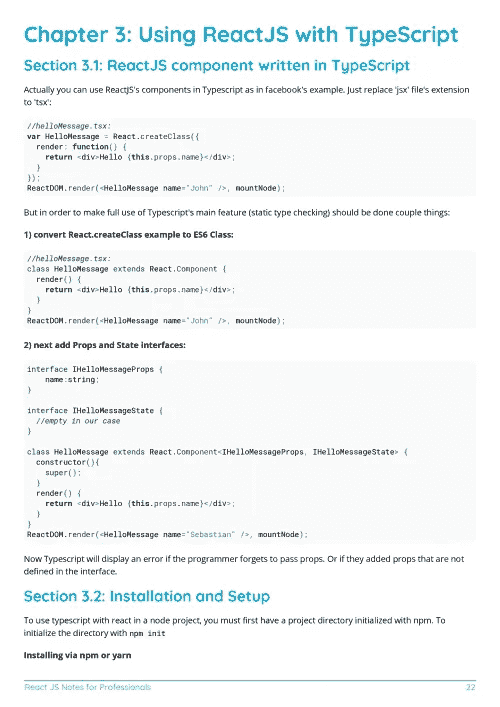 Chapter 3: Using ReactJS with TypeScript
Section 3.1: ReactJS component written in TypeScript
Actually you can use ReactJS's components in Typescript as in facebook's example. Just replace 'jsx' file's extension
to 'tsx':
//helloMessage.tsx:
var HelloMessage = React.createClass({
  render: function() {
    return <div>Hello {this.props.name}</div>;
  }
});
ReactDOM.render(<HelloMessage name="John" />, mountNode);
But in order to make full use of Typescript's main feature (static type checking) should be done couple things:
1) convert React.createClass example to ES6 Class:
//helloMessage.tsx:
class HelloMessage extends React.Component {
  render() {
    return <div>Hello {this.props.name}</div>;
  }
}
ReactDOM.render(<HelloMessage name="John" />, mountNode);
2) next add Props and State interfaces:
interface IHelloMessageProps {
    name:string;
}
interface IHelloMessageState {
  //empty in our case
}
class HelloMessage extends React.Component<IHelloMessageProps, IHelloMessageState> {
  constructor(){
    super();
  }
  render() {
    return <div>Hello {this.props.name}</div>;
  }
}
ReactDOM.render(<HelloMessage name="Sebastian" />, mountNode);
Now Typescript will display an error if the programmer forgets to pass props. Or if they added props that are not
defined in the interface.
Section 3.2: Installation and Setup
To use typescript with react in a node project, you must first have a project directory initialized with npm. To
initialize the directory with npm init
Installing via npm or yarn
React JS Notes for Professionals 22